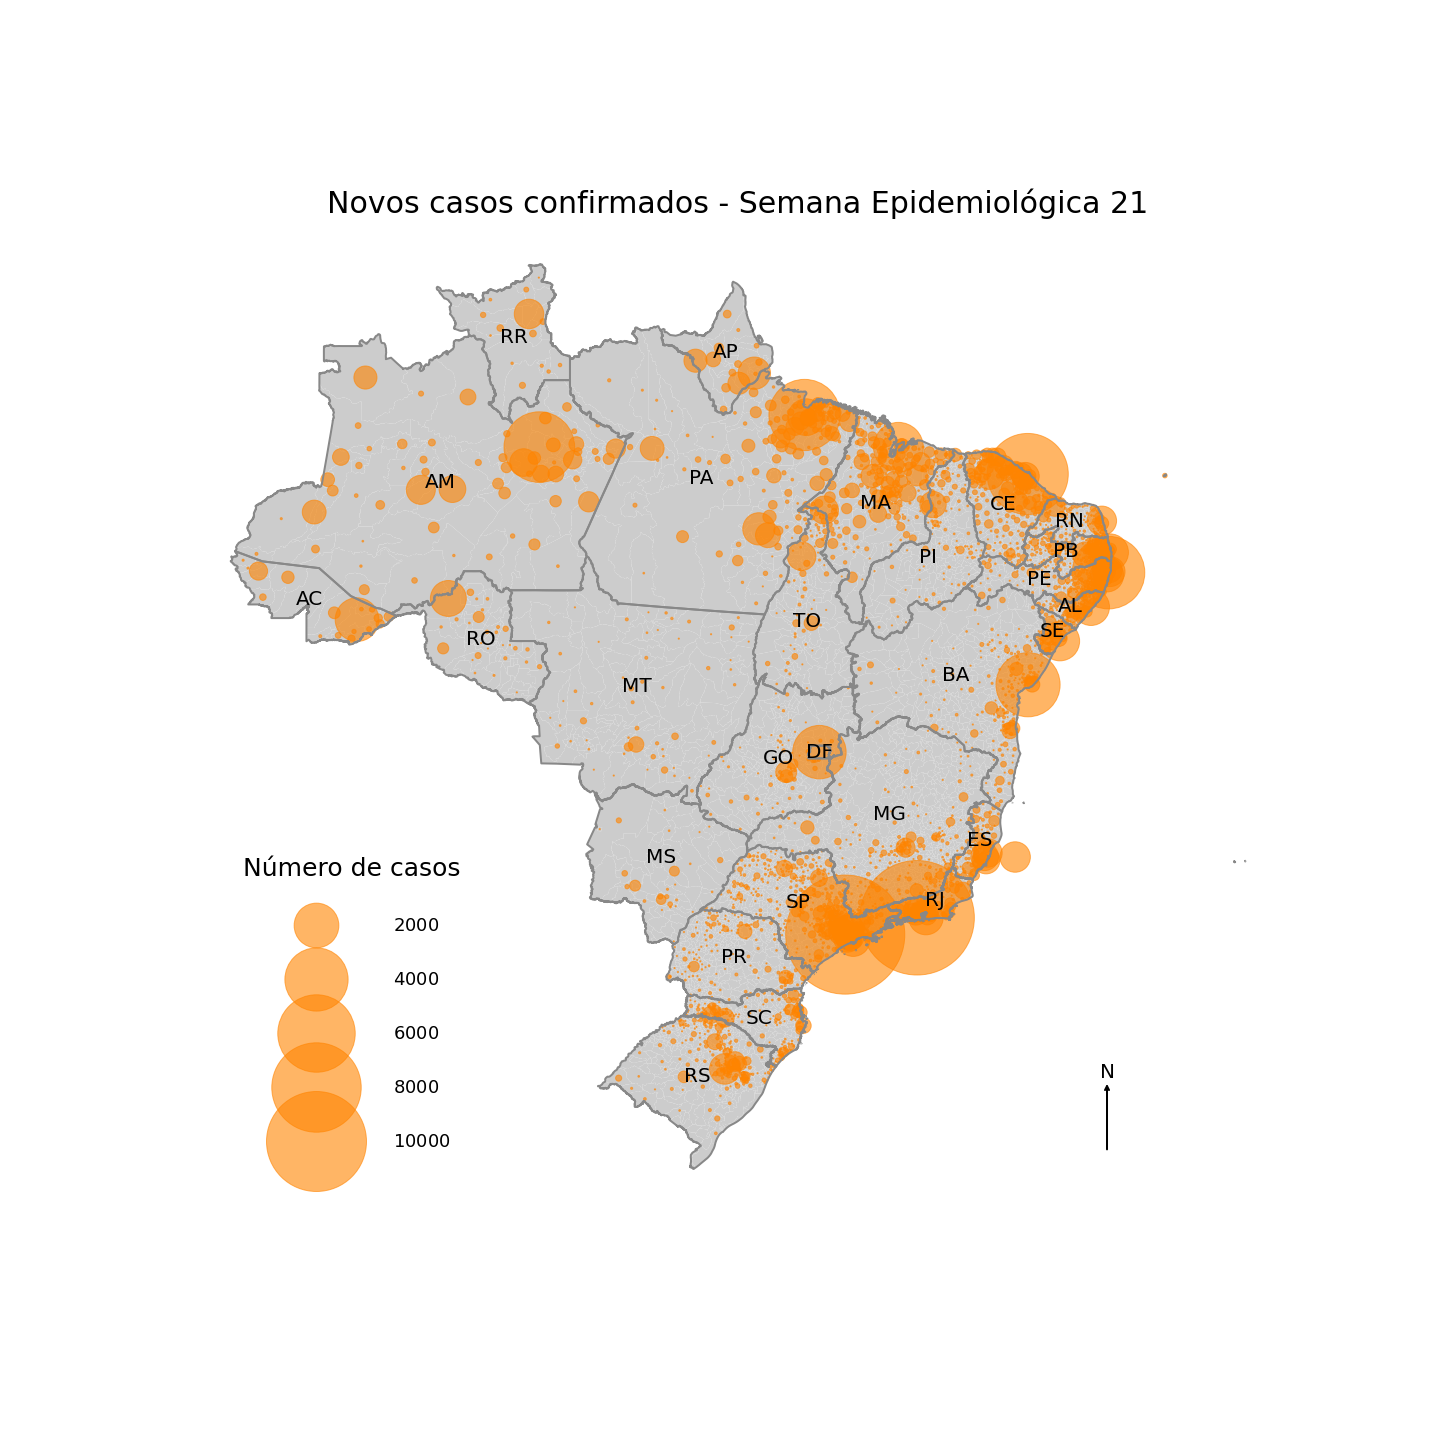 Novos casos confirmados - Semana Epidemiológica 21
RR
AP
AM
PA
MA
CE
RN
PB
PI
PE
AC
AL
TO
SE
RO
BA
MT
GO
DF
MG
ES
MS
SP
RJ
PR
SC
RS
Número de casos
2000
4000
6000
8000
10000
N